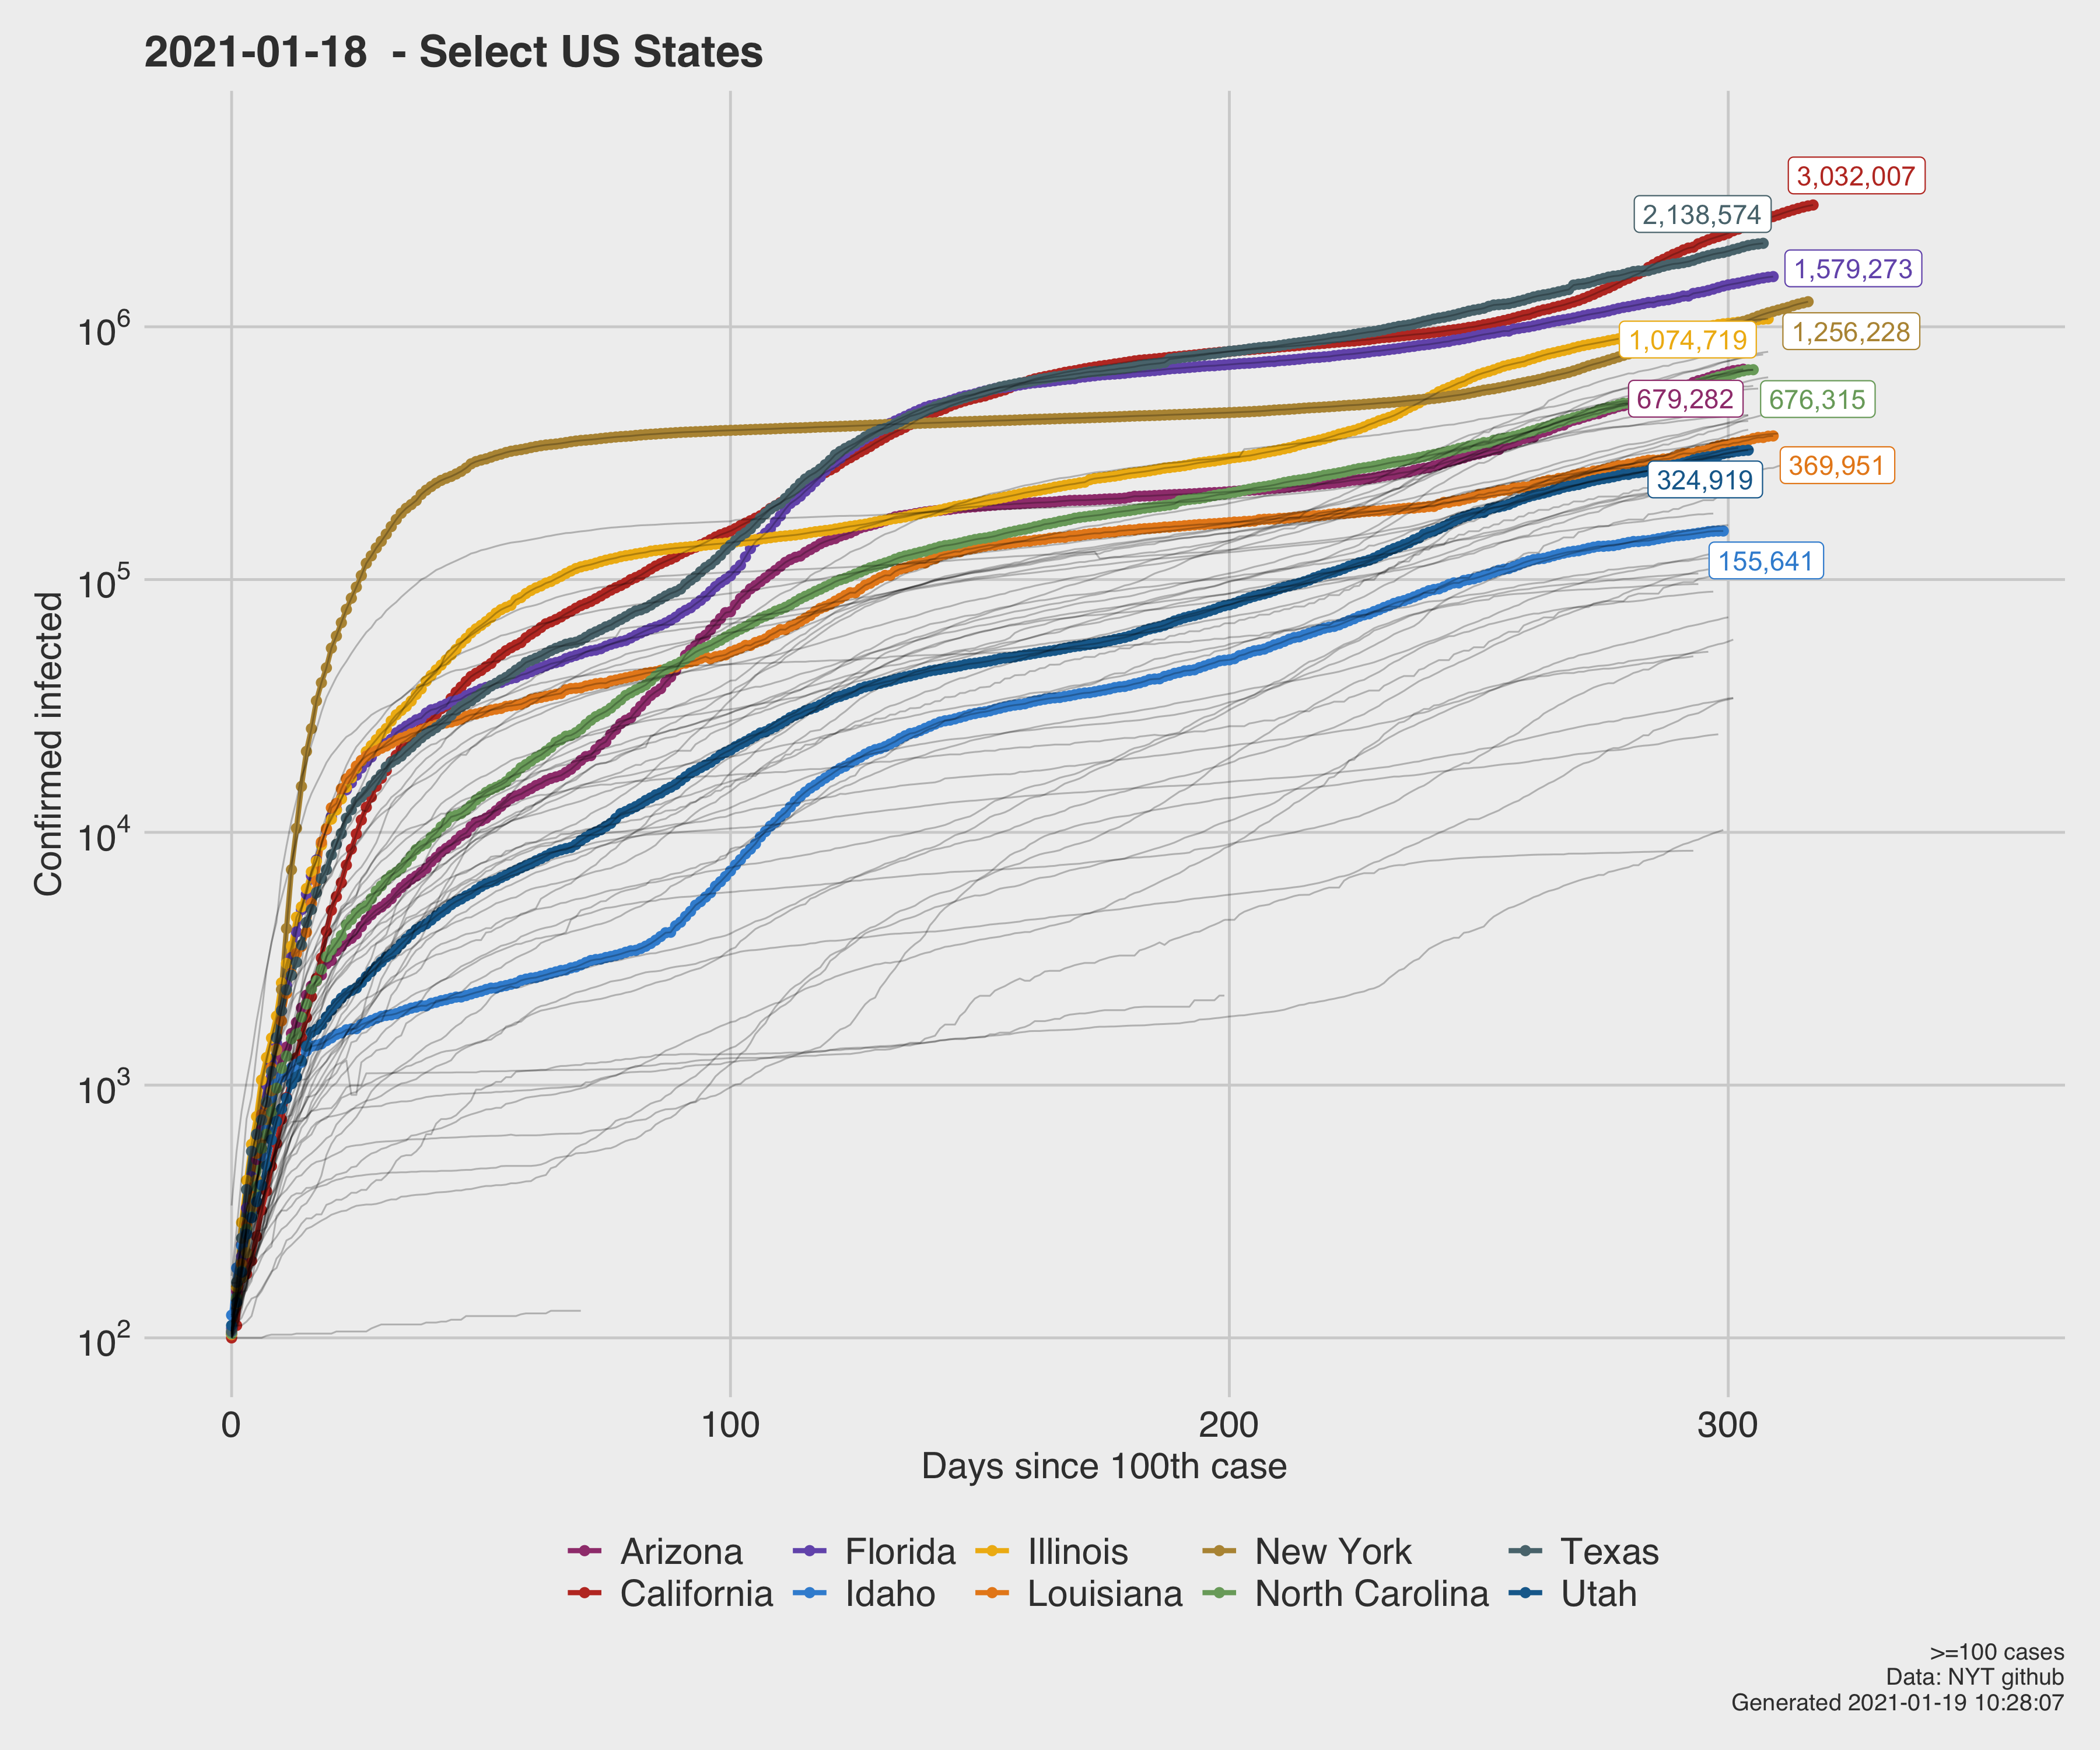 2021-01-18  - Select US States
3,032,007
2,138,574
1,579,273
1,256,228
1,074,719
679,282
676,315
369,951
324,919
155,641
10^6
10^5
10^4
10^3
10^2
Confirmed infected
0 100 200 300
Days since 100th case
Arizona Florida Illinois New York Texas
California Idaho Louisiana North Carolina Utah
>=100 cases
Data: NYT github
Generated 2021-01-19 10:28:07